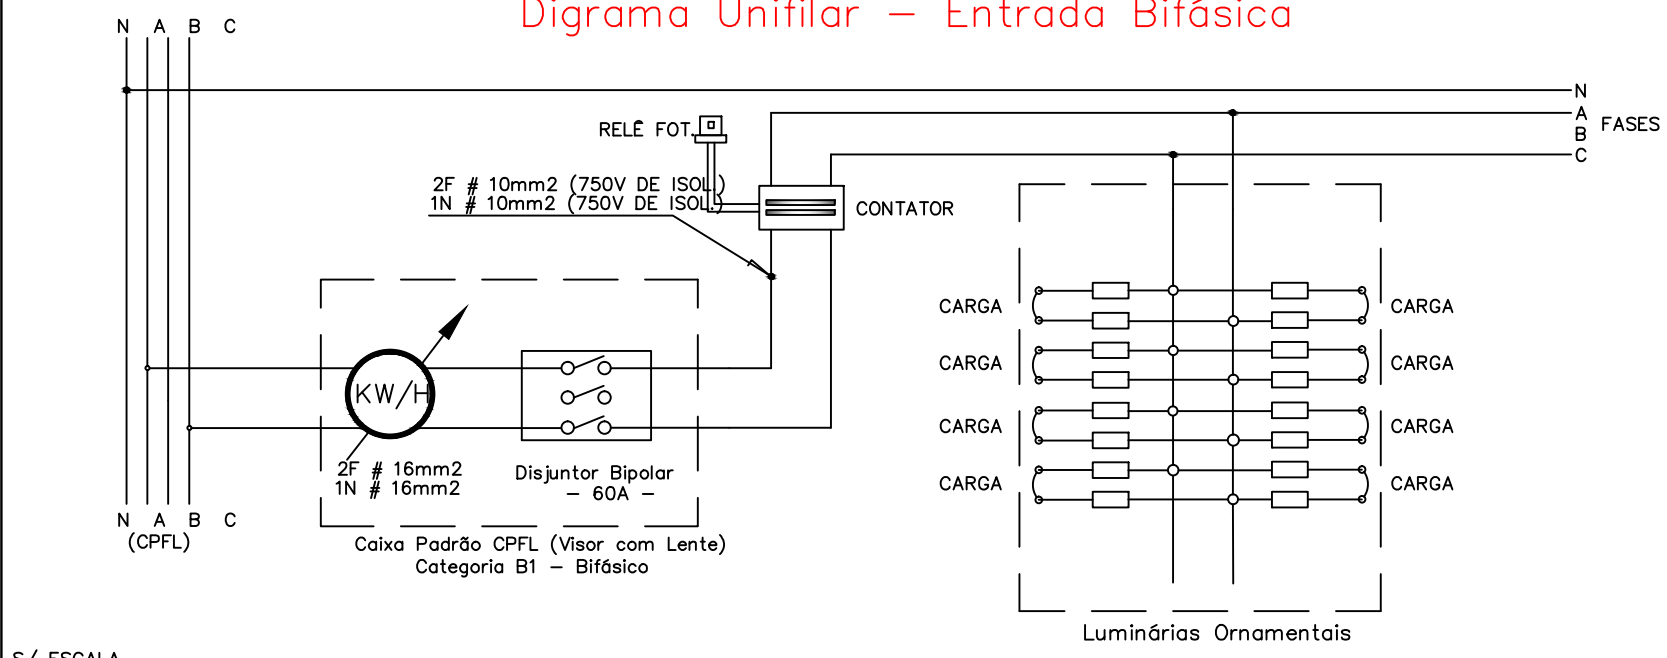 Digrama Unifilar – Entrada Bifásica
N A B C
N
A
B
C
FASES
RELÊ FOT.
2F # 10mm2 (750V DE ISOL.)
1N # 10mm2 (750V DE ISOL.)
CONTATOR
CARGA CARGA
CARGA CARGA
CARGA CARGA
CARGA CARGA
KW/H
2F # 16mm2
1N # 16mm2
Disjuntor Bipolar
– 60A –
N A B C
(CPFL)
Caixa Padrão CPFL (Visor com Lente)
Categoria B1 – Bifásico
Luminárias Ornamentais
S/ ESCALA